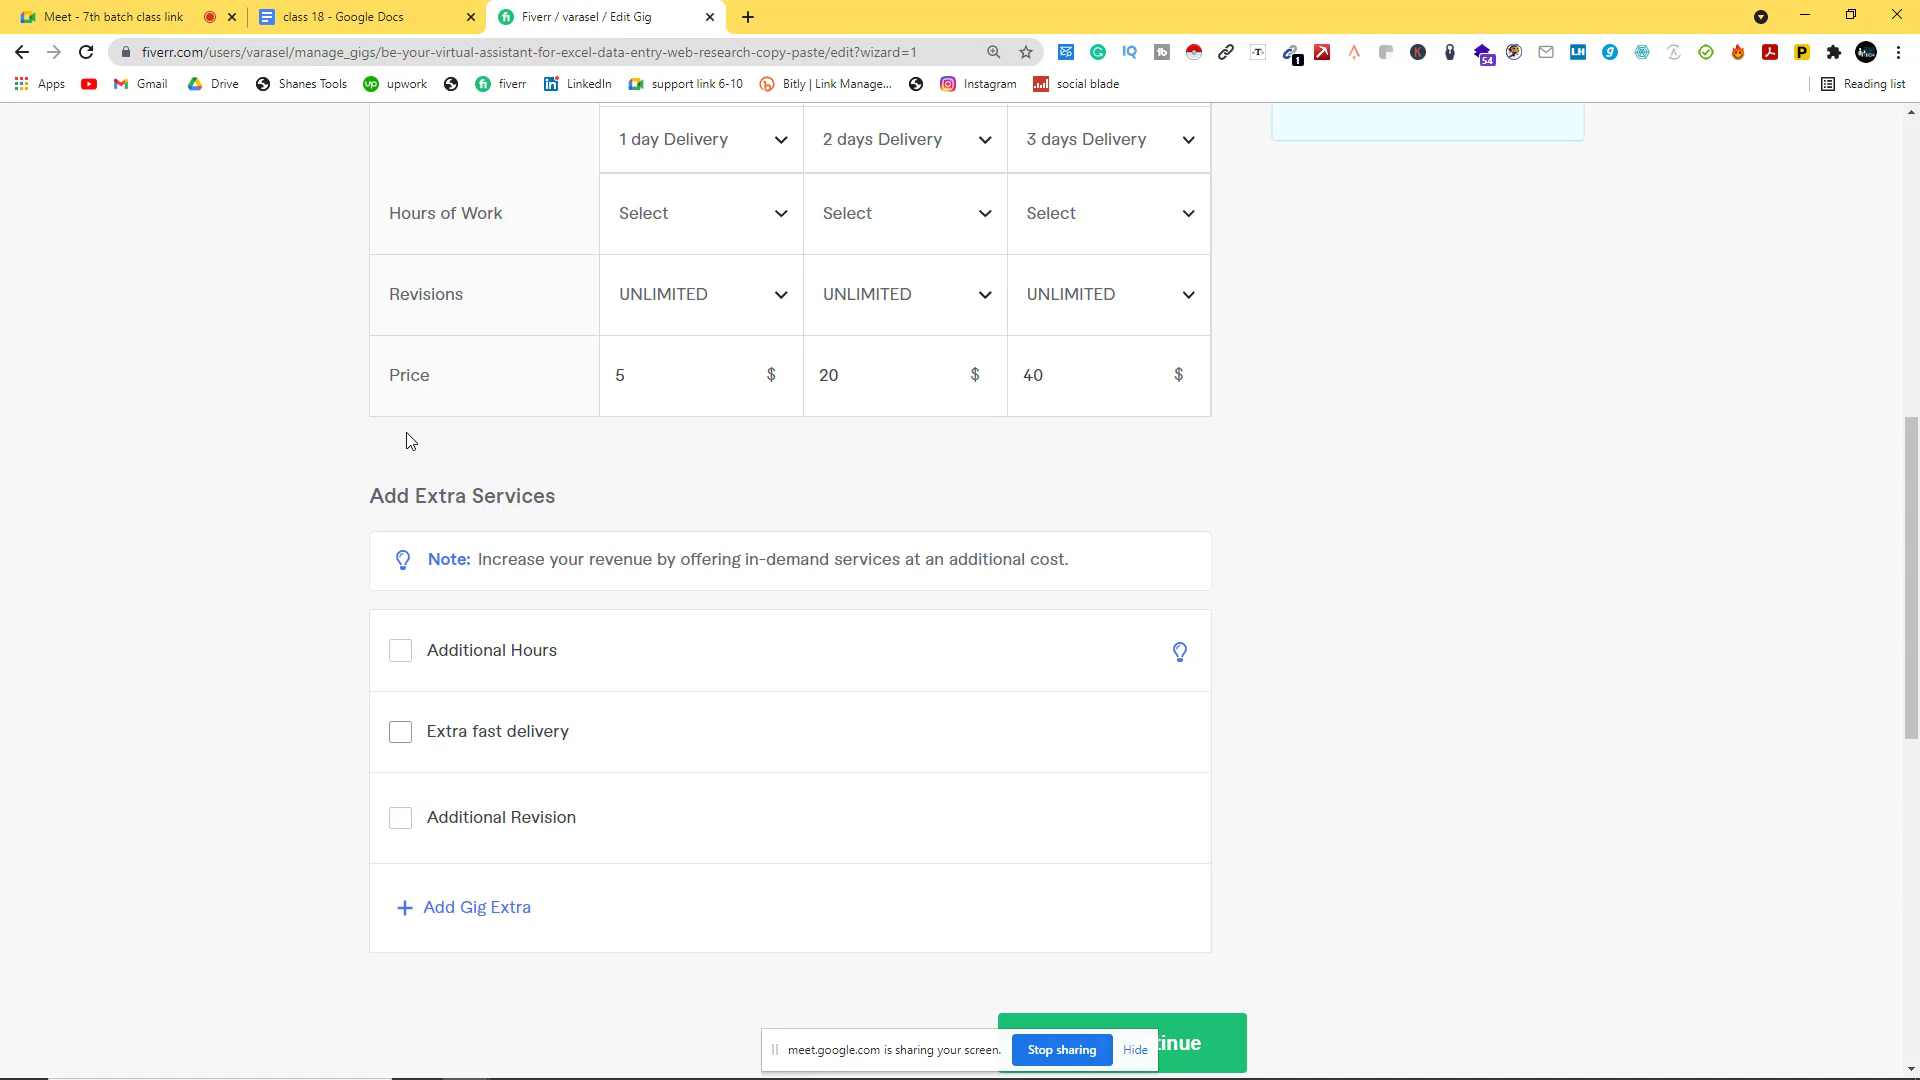 Meet - 7th batch class link
class 18 - Google Docs
Fiverr / varasel / Edit Gig
fiverr.com/users/varasel/manage_gigs/be-your-virtual-assistant-for-excel-data-entry-web-research-copy-paste/edit?wizard=1
1
54
Apps
Gmail
Drive
Shanes Tools
upwork
fiverr
LinkedIn
support link 6-10
Bitly | Link Manage...
Instagram
social blade
Reading list
1 day Delivery
2 days Delivery
3 days Delivery
Hours of Work
Select
Select
Select
Revisions
UNLIMITED
UNLIMITED
UNLIMITED
Price
5 $
20 $
40 $
Add Extra Services
Note: Increase your revenue by offering in-demand services at an additional cost.
Additional Hours
Extra fast delivery
Additional Revision
+ Add Gig Extra
tinue
meet.google.com is sharing your screen.
Stop sharing
Hide